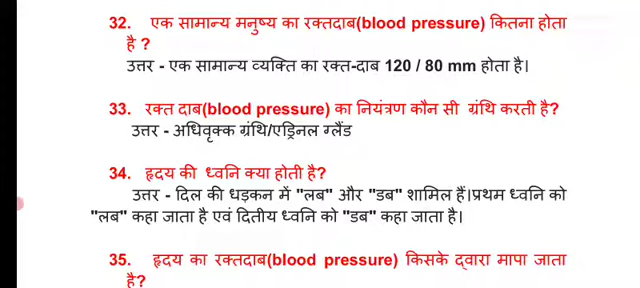 32. एक सामान्य मनुष्य का रक्तदाब(blood pressure) कितना होता
है ?
उत्तर - एक सामान्य व्यक्ति का रक्त-दाब 120 / 80 mm होता है।
33. रक्त दाब(blood pressure) का नियंत्रण कौन सी ग्रंथि करती है?
उत्तर - अधिवृक्क ग्रंथि/एड्रिनल ग्लैंड
34. हृदय की ध्वनि क्या होती है?
उत्तर - दिल की धड़कन में "लब" और "डब" शामिल हैं।प्रथम ध्वनि को
"लब" कहा जाता है एवं दितीय ध्वनि को "डब" कहा जाता है।
35. हृदय का रक्तदाब(blood pressure) किसके द्वारा मापा जाता
है?